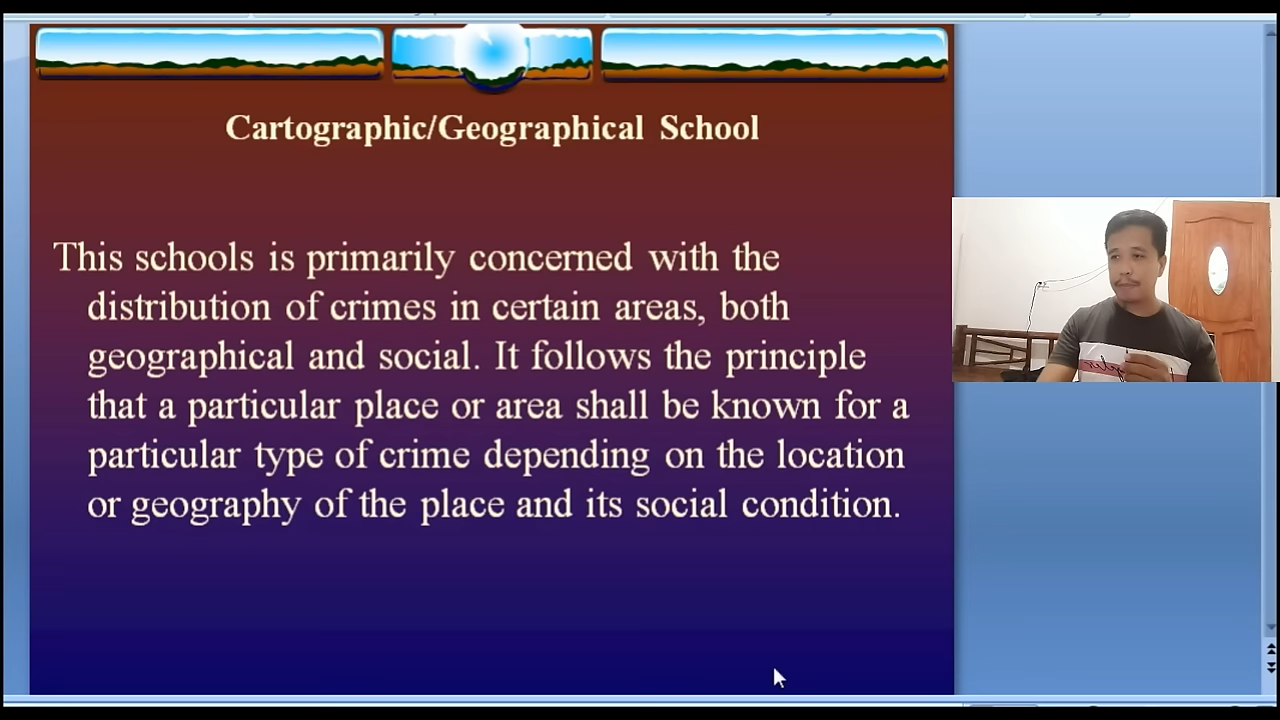 Cartographic/Geographical School
This schools is primarily concerned with the
distribution of crimes in certain areas, both
geographical and social. It follows the principle
that a particular place or area shall be known for a
particular type of crime depending on the location
or geography of the place and its social condition.